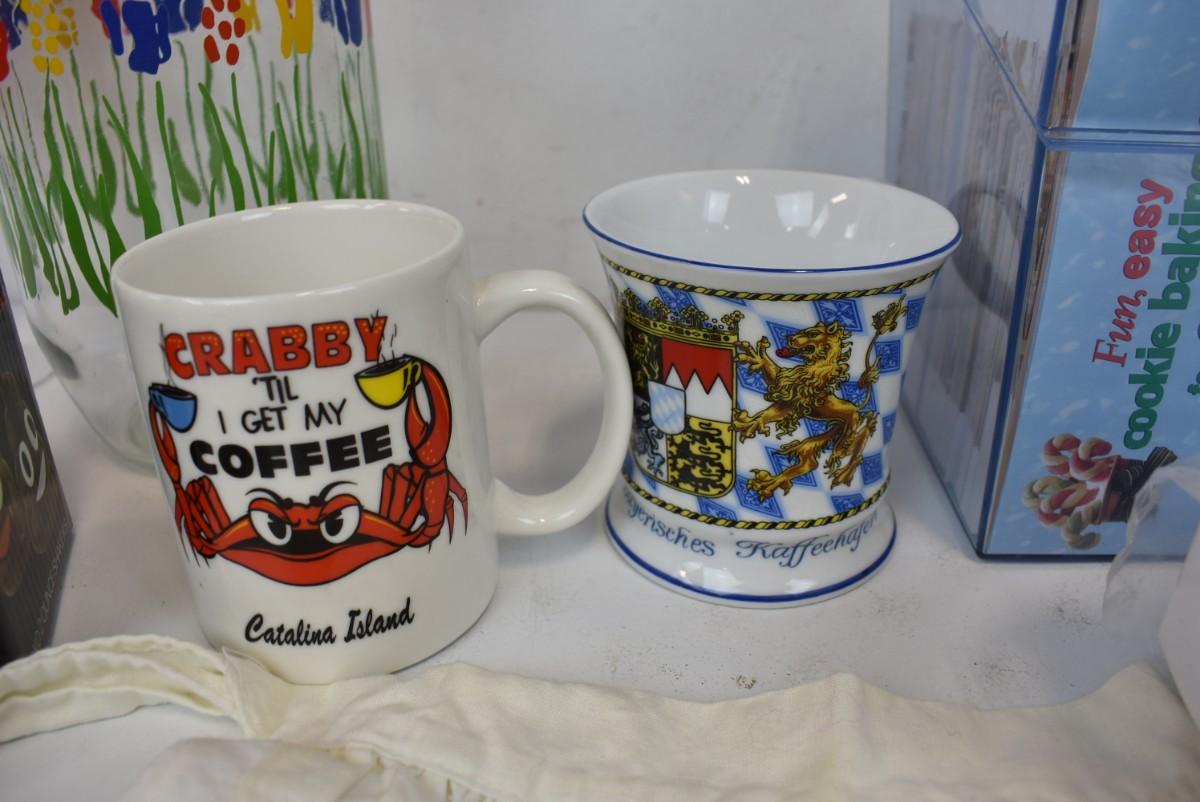 CRABBY
'TIL
I GET MY
COFFEE
Catalina Island
Kaffeehaferl
Fun, easy
cookie baking